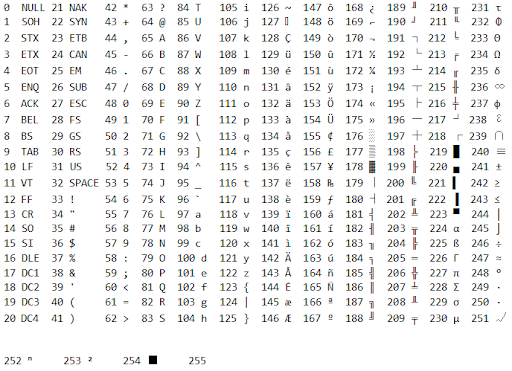 0 NULL 21 NAK 42 * 63 ? 84 T 105 i 126 ~ 147 ô 168 ¿ 189 ╜ 210 ╥ 231 τ
1 SOH 22 SYN 43 + 64 @ 85 U 106 j 127 ⌂ 148 ö 169 ⌐ 190 ╛ 211 ╙ 232 Φ
2 STX 23 ETB 44 , 65 A 86 V 107 k 128 Ç 149 ò 170 ¬ 191 ┐ 212 ╘ 233 Θ
3 ETX 24 CAN 45 - 66 B 87 W 108 l 129 ü 150 û 171 ½ 192 └ 213 ╒ 234 Ω
4 EOT 25 EM 46 . 67 C 88 X 109 m 130 é 151 ù 172 ¼ 193 ┴ 214 ╓ 235 δ
5 ENQ 26 SUB 47 / 68 D 89 Y 110 n 131 â 152 ÿ 173 ¡ 194 ┬ 215 ╫ 236 ∞
6 ACK 27 ESC 48 0 69 E 90 Z 111 o 132 ä 153 Ö 174 « 195 ├ 216 ╪ 237 φ
7 BEL 28 FS 49 1 70 F 91 [ 112 p 133 à 154 Ü 175 » 196 ─ 217 ┘ 238 ε
8 BS 29 GS 50 2 71 G 92 \ 113 q 134 å 155 ¢ 176 ░ 197 ┼ 218 ┌ 239 ∩
9 TAB 30 RS 51 3 72 H 93 ] 114 r 135 ç 156 £ 177 ▒ 198 ╞ 219 █ 240 ≡
10 LF 31 US 52 4 73 I 94 ^ 115 s 136 ê 157 ¥ 178 ▓ 199 ╟ 220 ▄ 241 ±
11 VT 32 SPACE 53 5 74 J 95 _ 116 t 137 ë 158 ₧ 179 │ 200 ╚ 221 ▌ 242 ≥
12 FF 33 ! 54 6 75 K 96 ` 117 u 138 è 159 ƒ 180 ┤ 201 ╔ 222 ▐ 243 ≤
13 CR 34 " 55 7 76 L 97 a 118 v 139 ï 160 á 181 ╡ 202 ╩ 223 ▀ 244 ⌠
14 SO 35 # 56 8 77 M 98 b 119 w 140 î 161 í 182 ╢ 203 ╦ 224 α 245 ⌡
15 SI 36 $ 57 9 78 N 99 c 120 x 141 ì 162 ó 183 ╖ 204 ╠ 225 ß 246 ÷
16 DLE 37 % 58 : 79 O 100 d 121 y 142 Ä 163 ú 184 ╕ 205 ═ 226 Γ 247 ≈
17 DC1 38 & 59 ; 80 P 101 e 122 z 143 Å 164 ñ 185 ╣ 206 ╬ 227 π 248 °
18 DC2 39 ' 60 < 81 Q 102 f 123 { 144 É 165 Ñ 186 ║ 207 ╧ 228 Σ 249 ∙
19 DC3 40 ( 61 = 82 R 103 g 124 | 145 æ 166 ª 187 ╗ 208 ╨ 229 σ 250 ·
20 DC4 41 ) 62 > 83 S 104 h 125 } 146 Æ 167 º 188 ╝ 209 ╤ 230 µ 251 √
252 ⁿ 253 ² 254 ■ 255